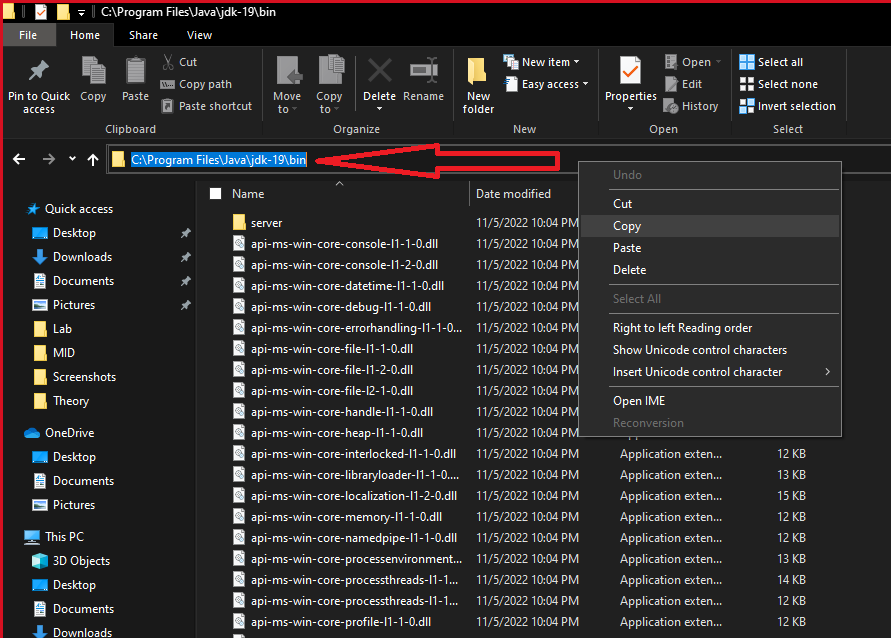 C:\Program Files\Java\jdk-19\bin
File Home Share View
Pin to Quick access
Copy
Paste
Cut
Copy path
Paste shortcut
Clipboard
Move to
Copy to
Delete
Rename
Organize
New folder
New item
Easy access
New
Properties
Open
Edit
History
Open
Select all
Select none
Invert selection
Select
C:\Program Files\Java\jdk-19\bin
Quick access
Desktop
Downloads
Documents
Pictures
Lab
MID
Screenshots
Theory
OneDrive
Desktop
Documents
Pictures
This PC
3D Objects
Desktop
Documents
Downloads
Name Date modified
server 11/5/2022 10:04 PM
api-ms-win-core-console-l1-1-0.dll 11/5/2022 10:04 PM
api-ms-win-core-console-l1-2-0.dll 11/5/2022 10:04 PM
api-ms-win-core-datetime-l1-1-0.dll 11/5/2022 10:04 PM
api-ms-win-core-debug-l1-1-0.dll 11/5/2022 10:04 PM
api-ms-win-core-errorhandling-l1-1-0... 11/5/2022 10:04 PM
api-ms-win-core-file-l1-1-0.dll 11/5/2022 10:04 PM
api-ms-win-core-file-l1-2-0.dll 11/5/2022 10:04 PM
api-ms-win-core-file-l2-1-0.dll 11/5/2022 10:04 PM
api-ms-win-core-handle-l1-1-0.dll 11/5/2022 10:04 PM
api-ms-win-core-heap-l1-1-0.dll 11/5/2022 10:04 PM
api-ms-win-core-interlocked-l1-1-0.dll 11/5/2022 10:04 PM Application exten... 12 KB
api-ms-win-core-libraryloader-l1-1-0.... 11/5/2022 10:04 PM Application exten... 13 KB
api-ms-win-core-localization-l1-2-0.dll 11/5/2022 10:04 PM Application exten... 15 KB
api-ms-win-core-memory-l1-1-0.dll 11/5/2022 10:04 PM Application exten... 12 KB
api-ms-win-core-namedpipe-l1-1-0.dll 11/5/2022 10:04 PM Application exten... 12 KB
api-ms-win-core-processenvironment... 11/5/2022 10:04 PM Application exten... 13 KB
api-ms-win-core-processthreads-l1-1... 11/5/2022 10:04 PM Application exten... 14 KB
api-ms-win-core-processthreads-l1-1... 11/5/2022 10:04 PM Application exten... 12 KB
api-ms-win-core-profile-l1-1-0.dll 11/5/2022 10:04 PM Application exten... 12 KB
Undo
Cut
Copy
Paste
Delete
Select All
Right to left Reading order
Show Unicode control characters
Insert Unicode control character
Open IME
Reconversion